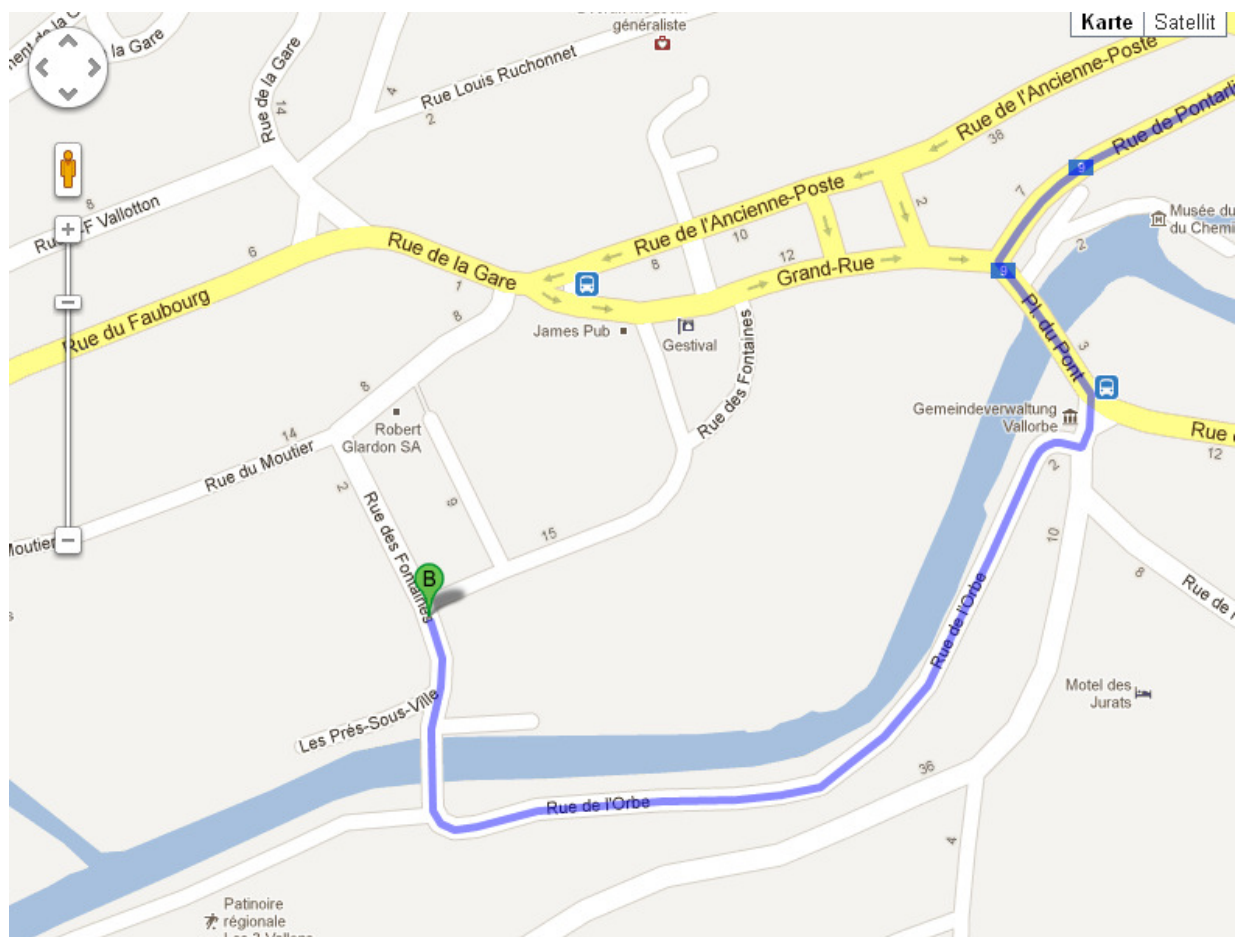 généraliste
Karte
Satellit
la Gare
Rue de la Gare
14
4
Rue Louis Ruchonnet
2
Rue de l'Ancienne-Poste
38
Rue de
9
7
8
Vallotton
6
Rue de l'Ancienne-Poste
10
2
2
Musée du
du Chemi
Rue de la Gare
8
12
Grand-Rue
9
1
Rue du Faubourg
8
James Pub
Gestival
Pl. du Pont
3
8
Rue des Fontaines
Gemeindeverwaltung
Vallorbe
Robert
Glardon SA
14
Rue du Moutier
12
2
2
Rue des Fontaines
9
15
10
Moutier
B
8
Rue de l'Orbe
Motel des
Jurats
Les Prés-Sous-Ville
36
Rue de l'Orbe
4
Patinoire
régionale